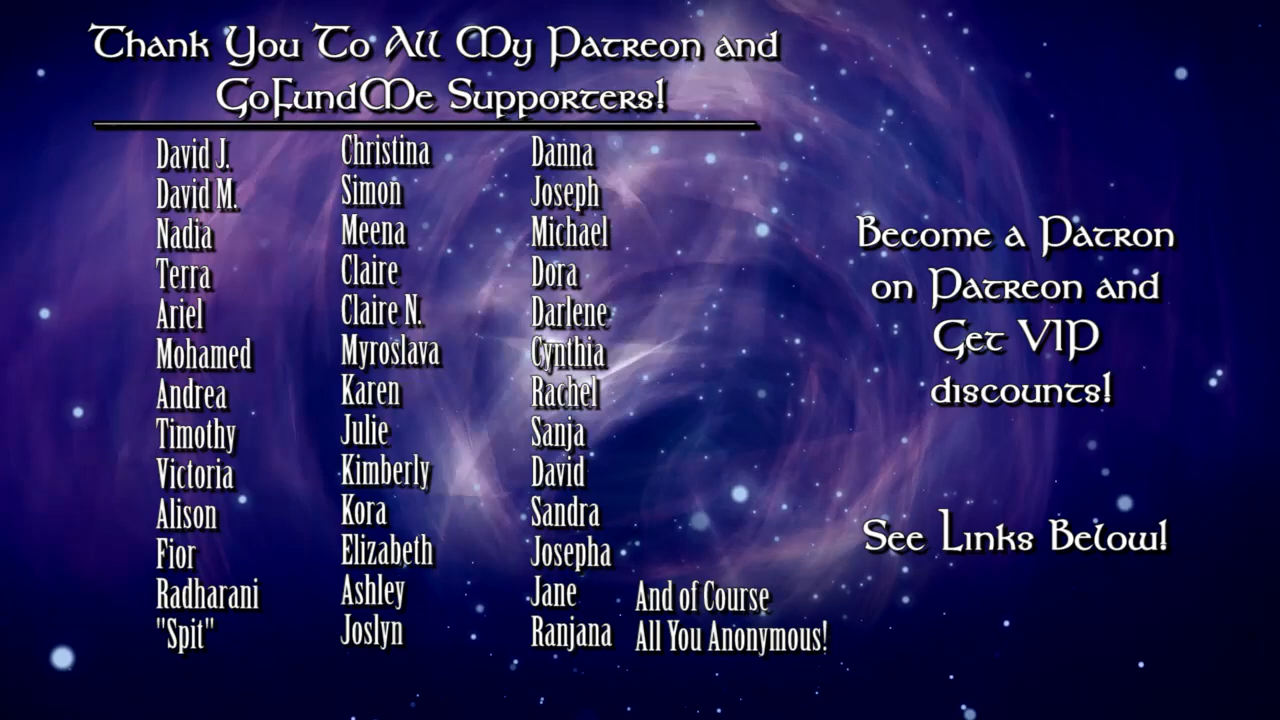 Thank You To All My Patreon and
GoFundMe Supporters!
David J.
David M.
Nadia
Terra
Ariel
Mohamed
Andrea
Timothy
Victoria
Alison
Fior
Radharani
"Spit"
Christina
Simon
Meena
Claire
Claire N.
Myroslava
Karen
Julie
Kimberly
Kora
Elizabeth
Ashley
Joslyn
Danna
Joseph
Michael
Dora
Darlene
Cynthia
Rachel
Sanja
David
Sandra
Josepha
Jane
Ranjana
And of Course
All You Anonymous!
Become a Patron
on Patreon and
Get VIP
discounts!
See Links Below!